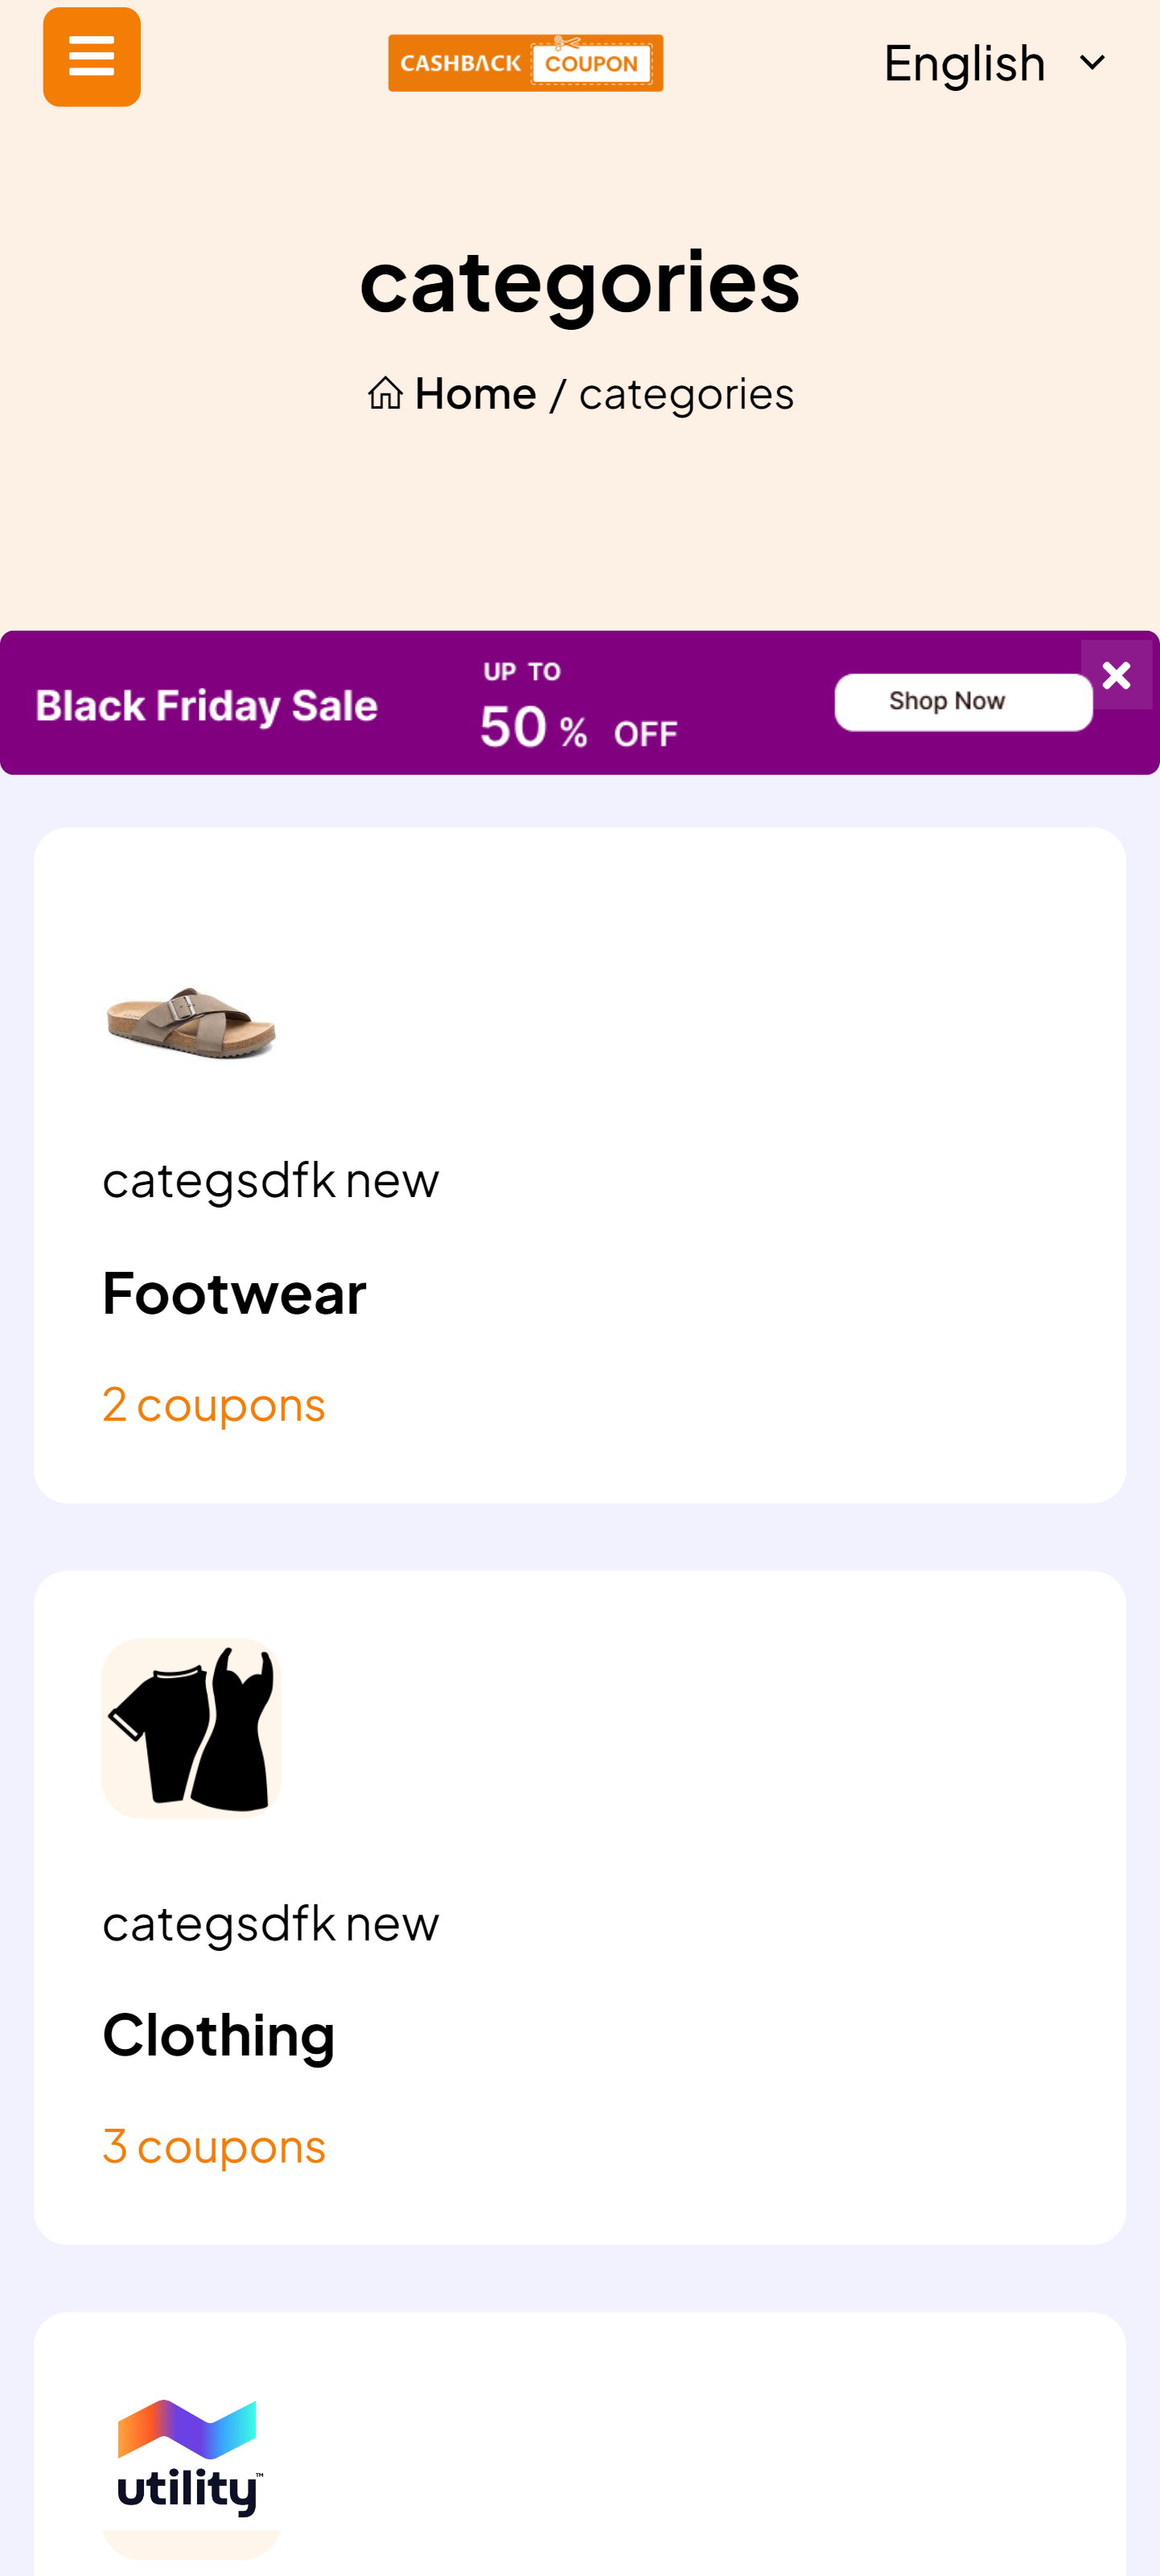 CASHBACK COUPON
English
categories
Home / categories
Black Friday Sale
UP TO
50 % OFF
Shop Now
categsdfk new
Footwear
2 coupons
categsdfk new
Clothing
3 coupons
utility™